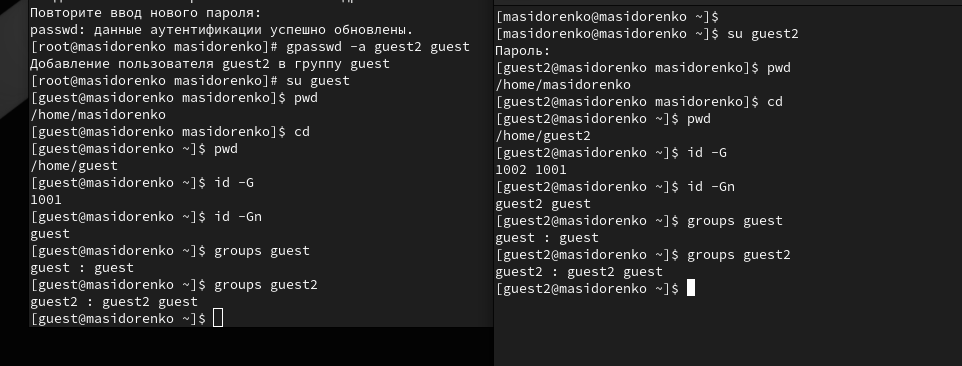 Повторите ввод нового пароля:
passwd: данные аутентификации успешно обновлены.
[root@masidorenko masidorenko]# gpasswd -a guest2 guest
Добавление пользователя guest2 в группу guest
[root@masidorenko masidorenko]# su guest
[guest@masidorenko masidorenko]$ pwd
/home/masidorenko
[guest@masidorenko masidorenko]$ cd
[guest@masidorenko ~]$ pwd
/home/guest
[guest@masidorenko ~]$ id -G
1001
[guest@masidorenko ~]$ id -Gn
guest
[guest@masidorenko ~]$ groups guest
guest : guest
[guest@masidorenko ~]$ groups guest2
guest2 : guest2 guest
[guest@masidorenko ~]$
[masidorenko@masidorenko ~]$
[masidorenko@masidorenko ~]$ su guest2
Пароль:
[guest2@masidorenko masidorenko]$ pwd
/home/masidorenko
[guest2@masidorenko masidorenko]$ cd
[guest2@masidorenko ~]$ pwd
/home/guest2
[guest2@masidorenko ~]$ id -G
1002 1001
[guest2@masidorenko ~]$ id -Gn
guest2 guest
[guest2@masidorenko ~]$ groups guest
guest : guest
[guest2@masidorenko ~]$ groups guest2
guest2 : guest2 guest
[guest2@masidorenko ~]$